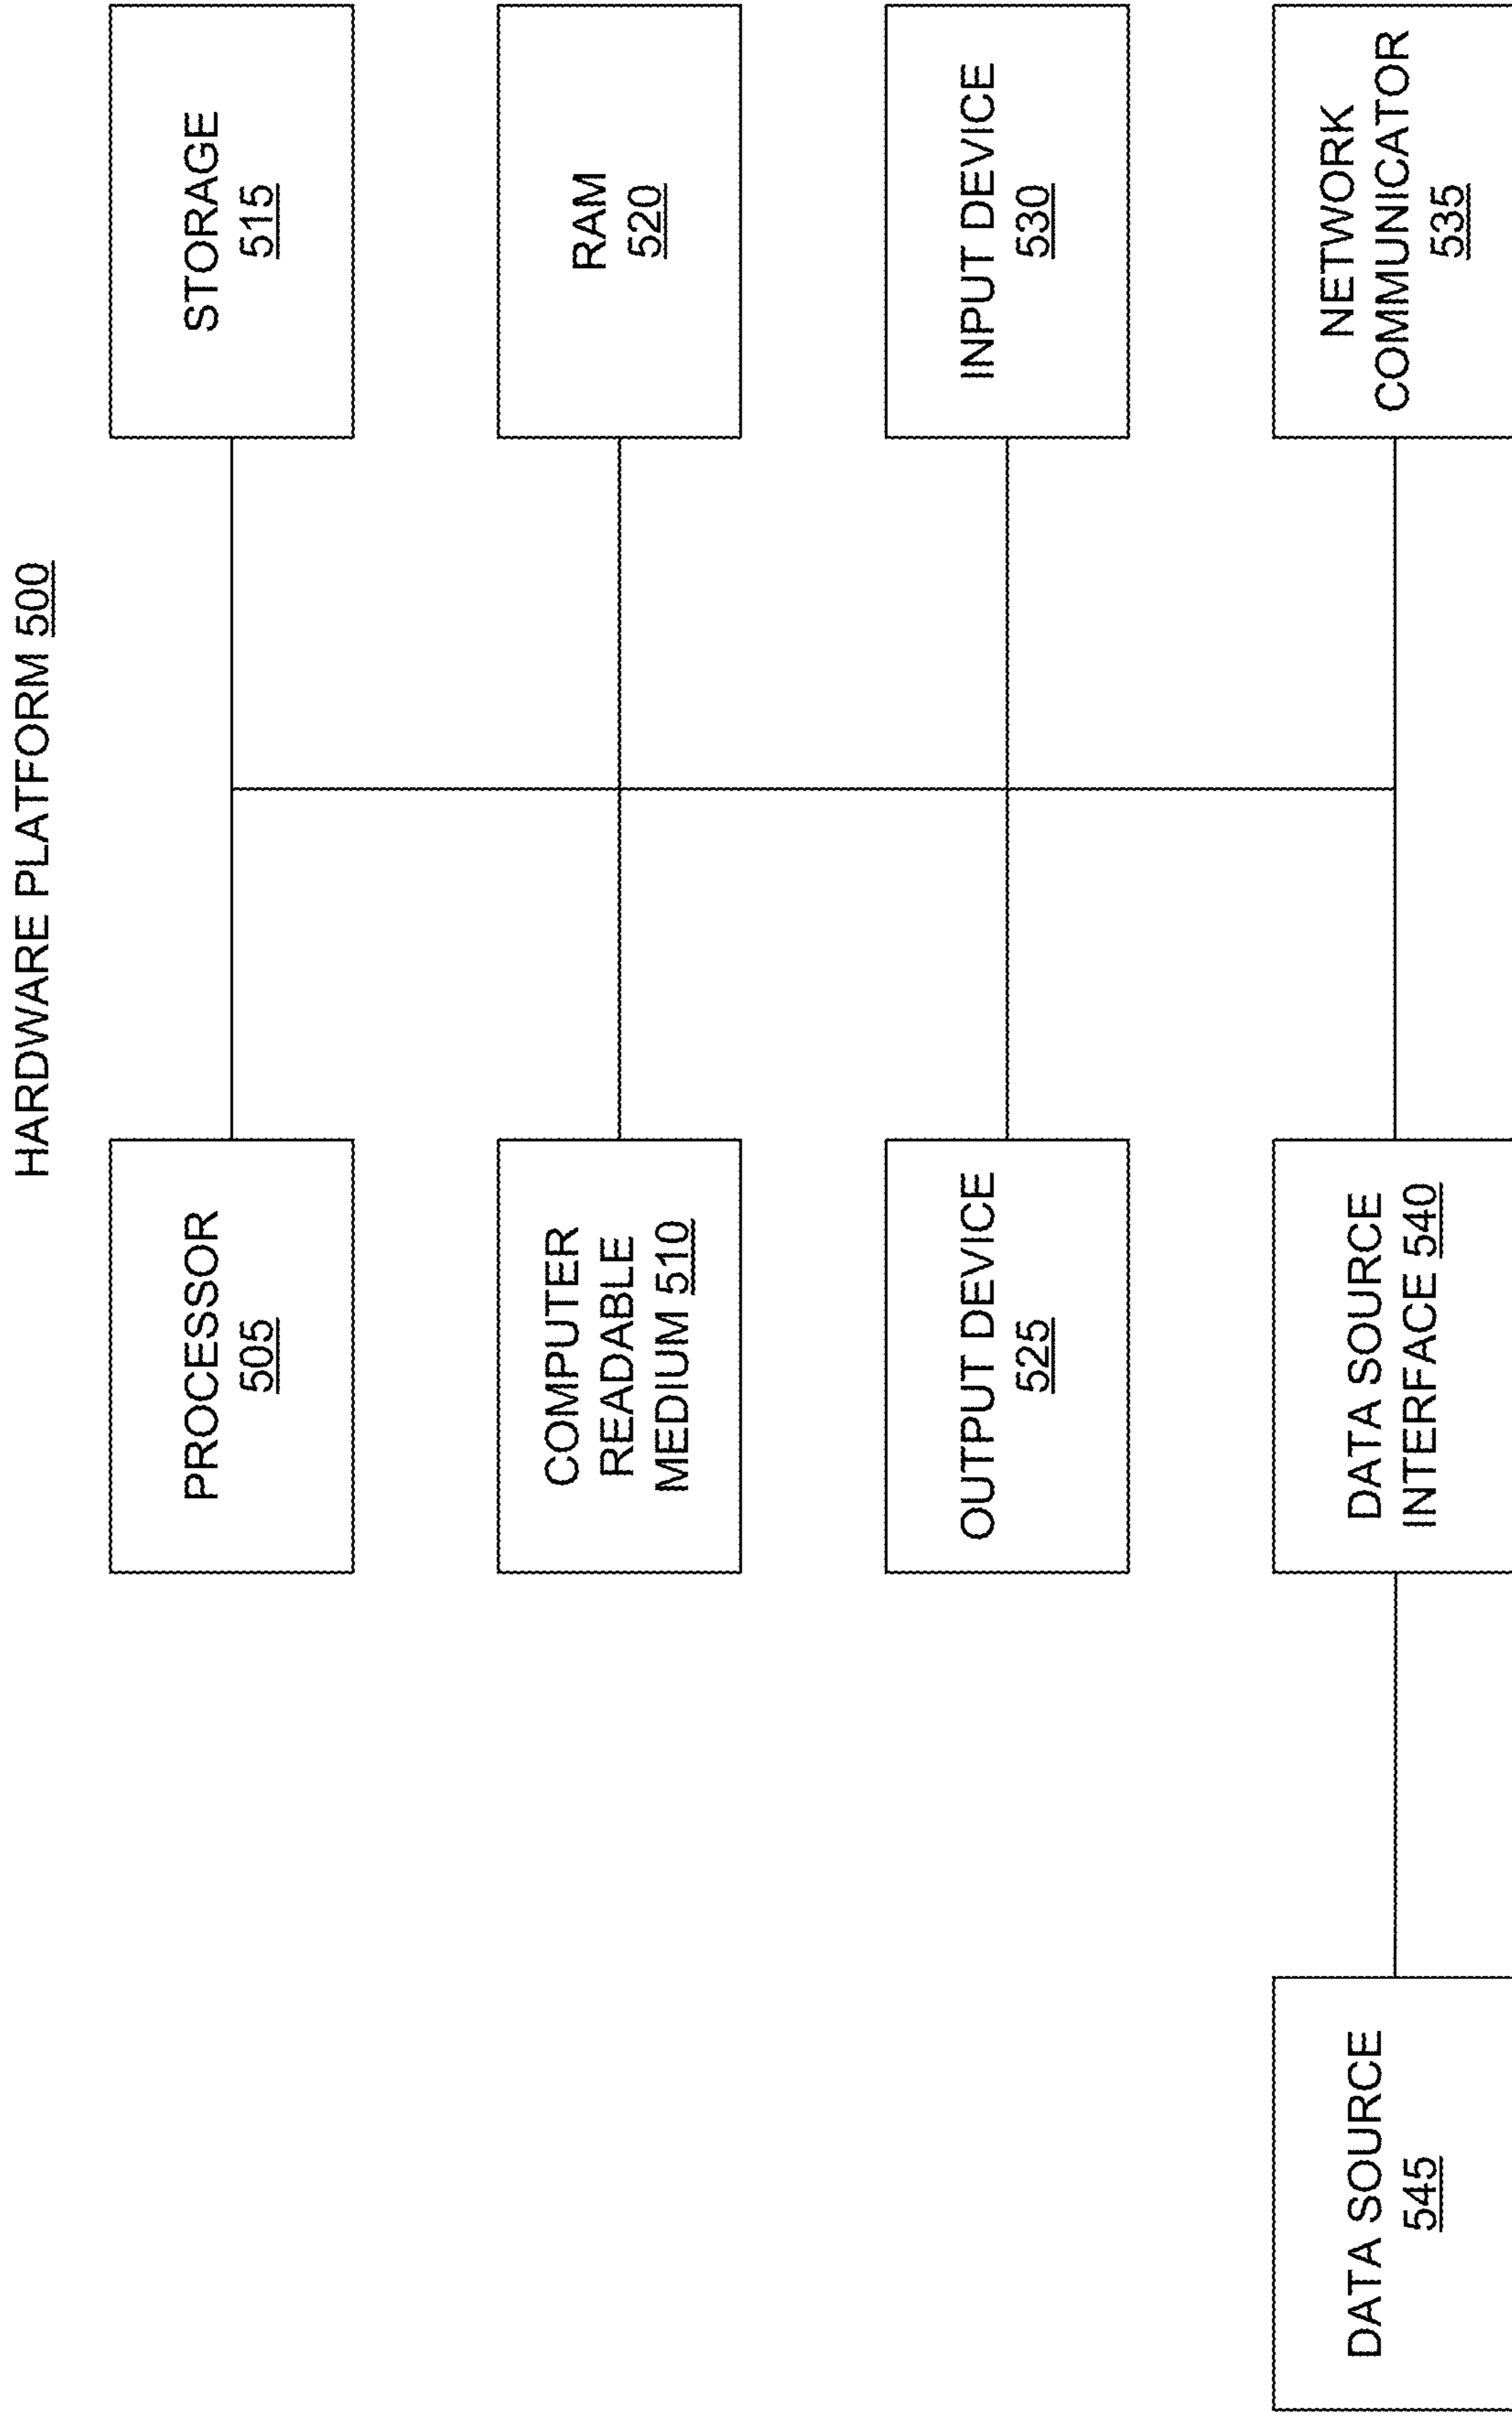 HARDWARE PLATFORM 500
PROCESSOR
505
STORAGE
515
COMPUTER
READABLE
MEDIUM 510
RAM
520
OUTPUT DEVICE
525
INPUT DEVICE
530
DATA SOURCE
545
DATA SOURCE
INTERFACE 540
NETWORK
COMMUNICATOR
535